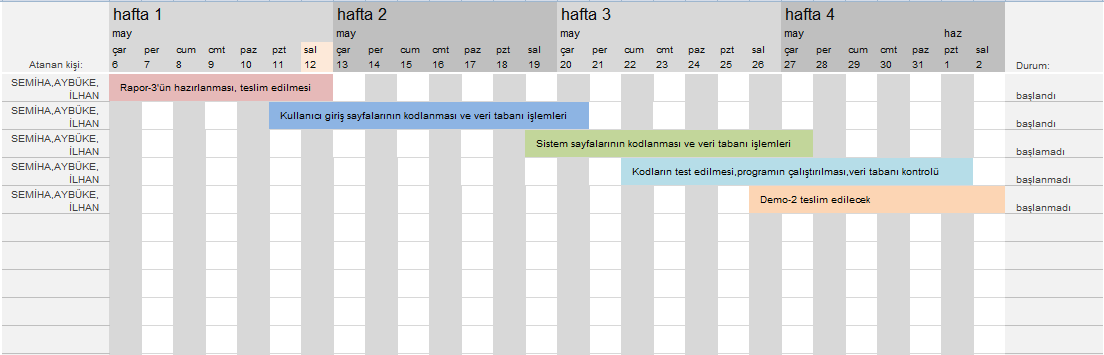 hafta 1 hafta 2 hafta 3 hafta 4
may may may may haz
çar per cum cmt paz pzt sal çar per cum cmt paz pzt sal çar per cum cmt paz pzt sal çar per cum cmt paz pzt sal
Atanan kişi: 6 7 8 9 10 11 12 13 14 15 16 17 18 19 20 21 22 23 24 25 26 27 28 29 30 31 1 2 Durum:
SEMİHA,AYBÜKE,
İLHAN Rapor-3'ün hazırlanması, teslim edilmesi başlandı
SEMİHA,AYBÜKE,
İLHAN Kullanıcı giriş sayfalarının kodlanması ve veri tabanı işlemleri başlandı
SEMİHA,AYBÜKE,
İLHAN Sistem sayfalarının kodlanması ve veri tabanı işlemleri başlamadı
SEMİHA,AYBÜKE,
İLHAN Kodların test edilmesi,programın çalıştırılması,veri tabanı kontrolü başlanmadı
SEMİHA,AYBÜKE,
İLHAN Demo-2 teslim edilecek başlanmadı